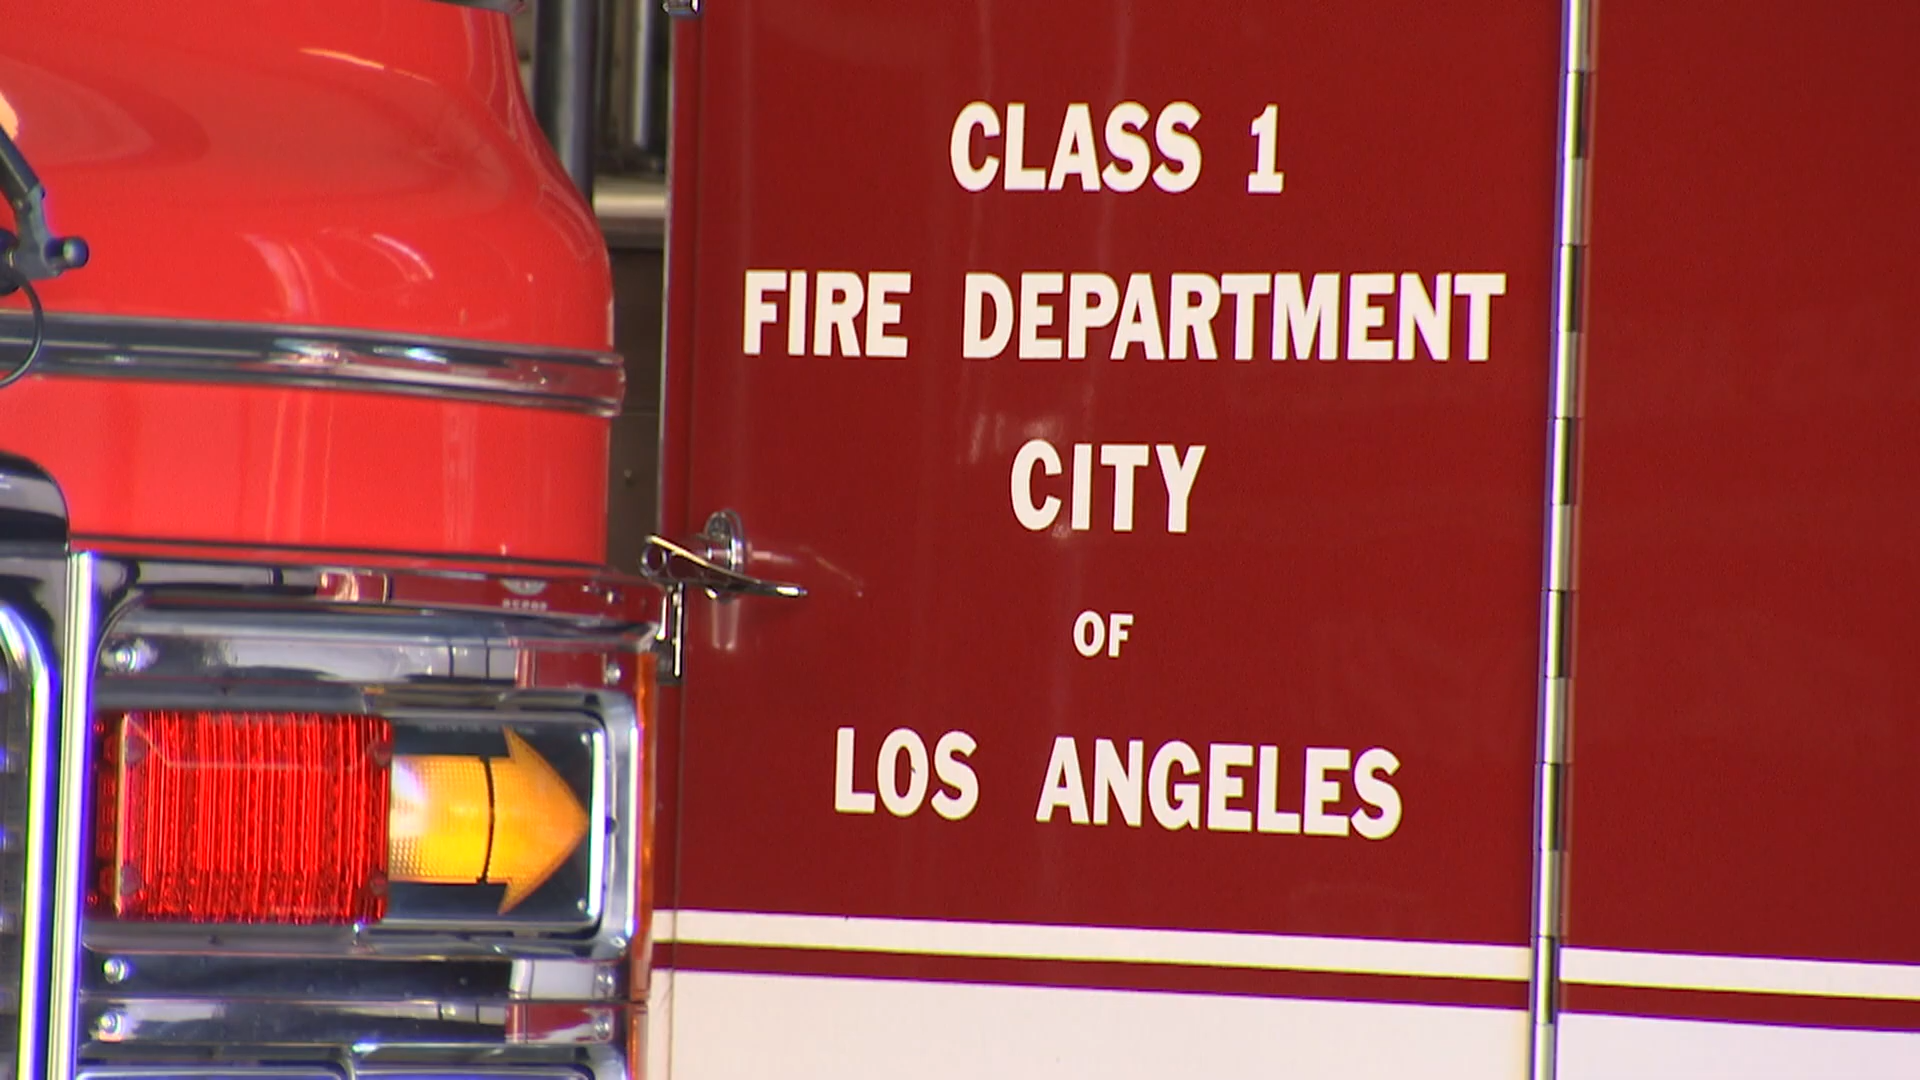 CLASS 1
FIRE DEPARTMENT
CITY
OF
LOS ANGELES